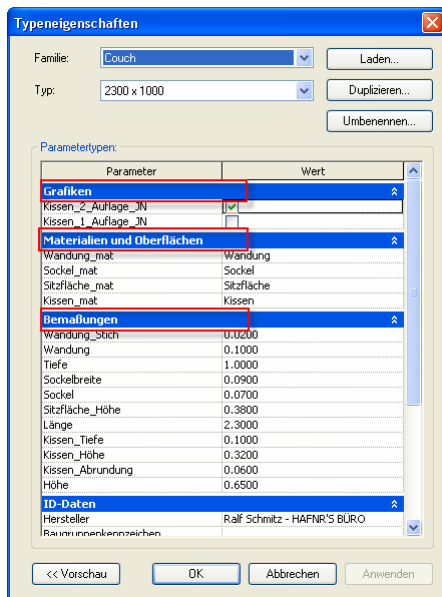 Typeneigenschaften
Familie: Couch Laden...
Typ: 2300 x 1000 Duplizieren...
Umbenennen...
Parametertypen:
Parameter Wert
Grafiken
Kissen_2_Auflage_JN
Kissen_1_Auflage_JN
Materialien und Oberflächen
Wandung_mat Wandung
Sockel_mat Sockel
Sitzfläche_mat Sitzfläche
Kissen_mat Kissen
Bemaßungen
Wandung_Stich 0.0200
Wandung 0.1000
Tiefe 1.0000
Sockelbreite 0.0900
Sockel 0.0700
Sitzfläche_Höhe 0.3800
Länge 2.3000
Kissen_Tiefe 0.1000
Kissen_Höhe 0.3200
Kissen_Abrundung 0.0600
Höhe 0.6500
ID-Daten
Hersteller Ralf Schmitz - HAFNR'S BÜRO
Baugruppenkennzeichen
<< Vorschau OK Abbrechen Anwenden